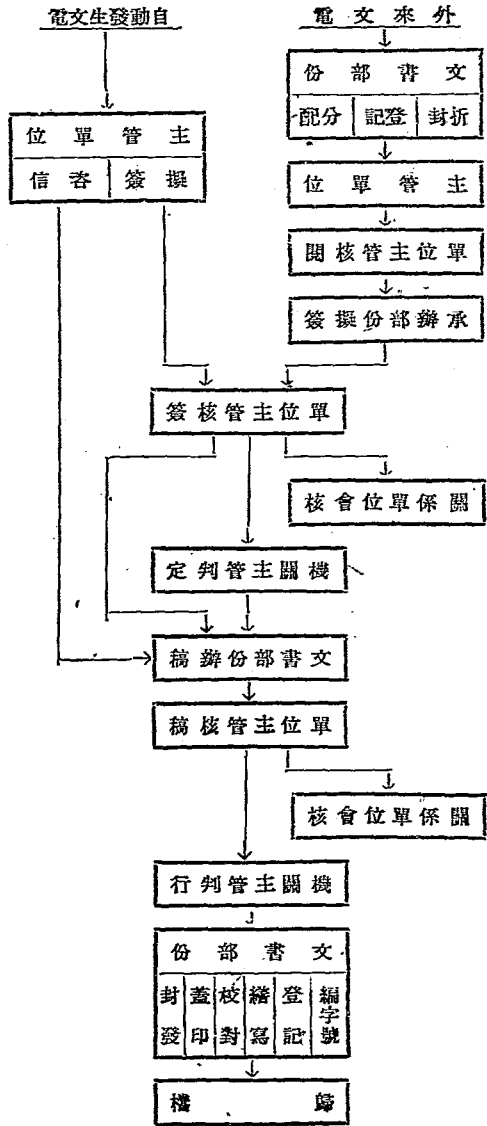 外來文電
文書部份
折封 登記 分配
主管單位
單位主管核閱
承辦部份擬簽
自動發生文電
主管單位
擬簽 咨信
單位主管核簽
關係單位會核
機關主管判定
文書部份辦稿
單位主管核稿
關係單位會核
機關主管判行
文書部份
編字號 登記 繕寫 校對 蓋印 封發
歸檔